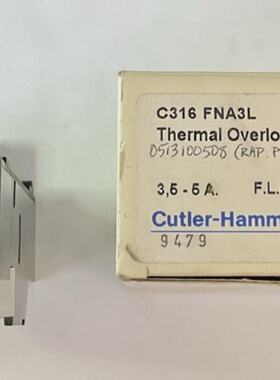 C316 FNA3L
Thermal Overlo
0513100508 (RAP. P
3,5 - 5 A. F.L.
Cutler-Hamm
9479